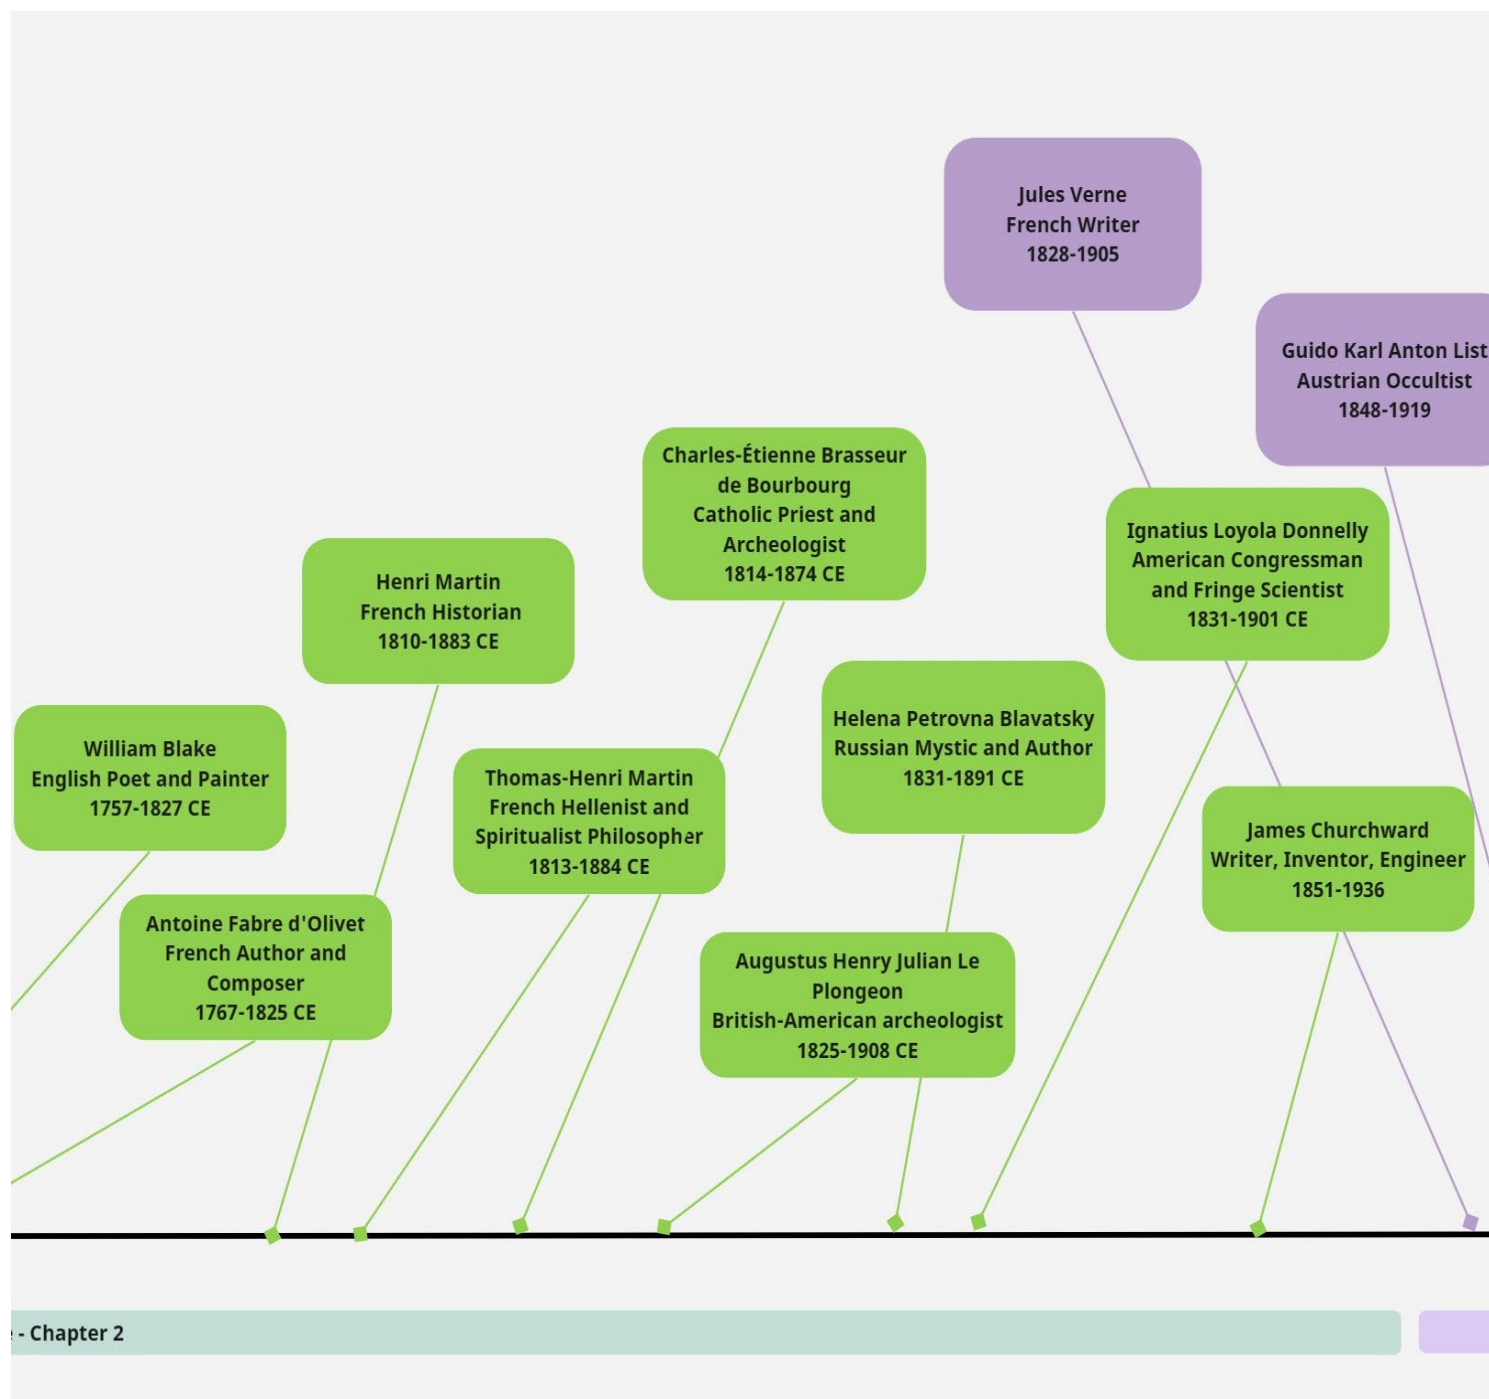 Jules Verne
French Writer
1828-1905
Guido Karl Anton List
Austrian Occultist
1848-1919
Charles-Étienne Brasseur
de Bourbourg
Catholic Priest and
Archeologist
1814-1874 CE
Ignatius Loyola Donnelly
American Congressman
and Fringe Scientist
1831-1901 CE
Henri Martin
French Historian
1810-1883 CE
Helena Petrovna Blavatsky
Russian Mystic and Author
1831-1891 CE
William Blake
English Poet and Painter
1757-1827 CE
Thomas-Henri Martin
French Hellenist and
Spiritualist Philosopher
1813-1884 CE
James Churchward
Writer, Inventor, Engineer
1851-1936
Antoine Fabre d'Olivet
French Author and
Composer
1767-1825 CE
Augustus Henry Julian Le
Plongeon
British-American archeologist
1825-1908 CE
- Chapter 2